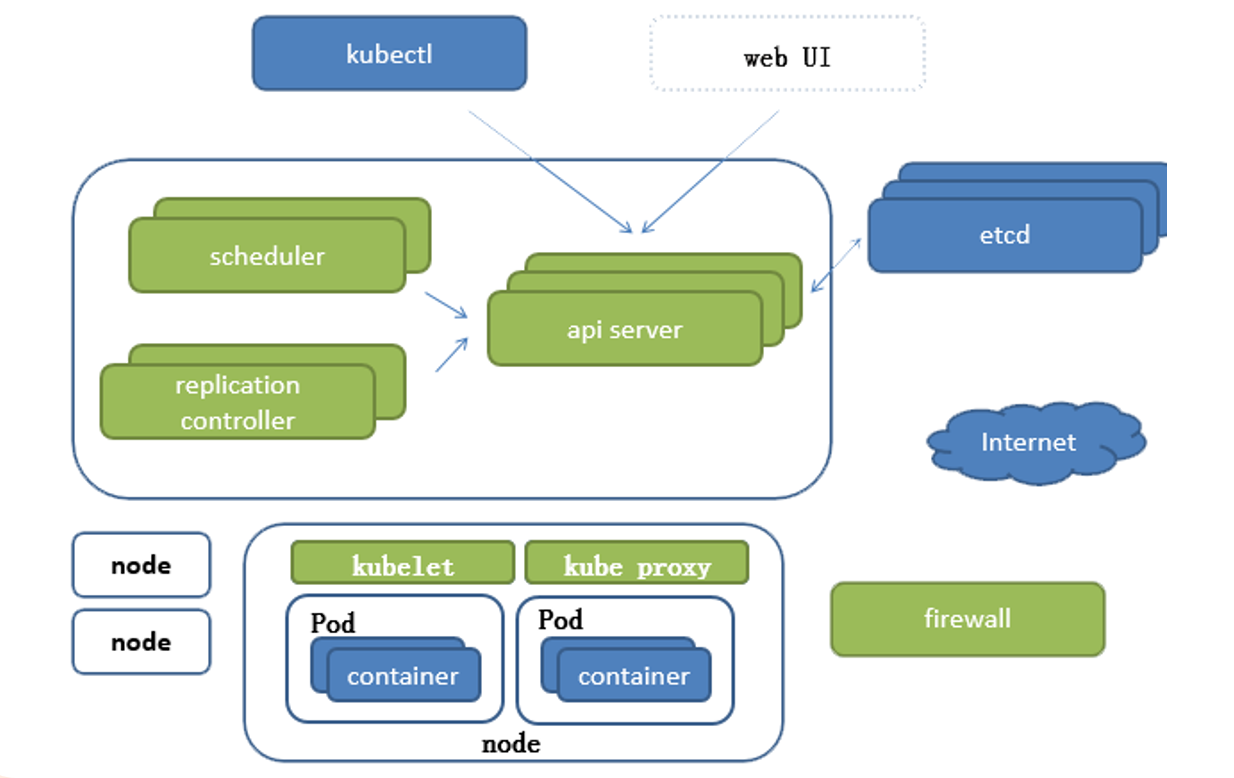 kubectl
web UI
scheduler
etcd
api server
replication
controller
Internet
node
node
kubelet
kube proxy
Pod
container
Pod
container
node
firewall